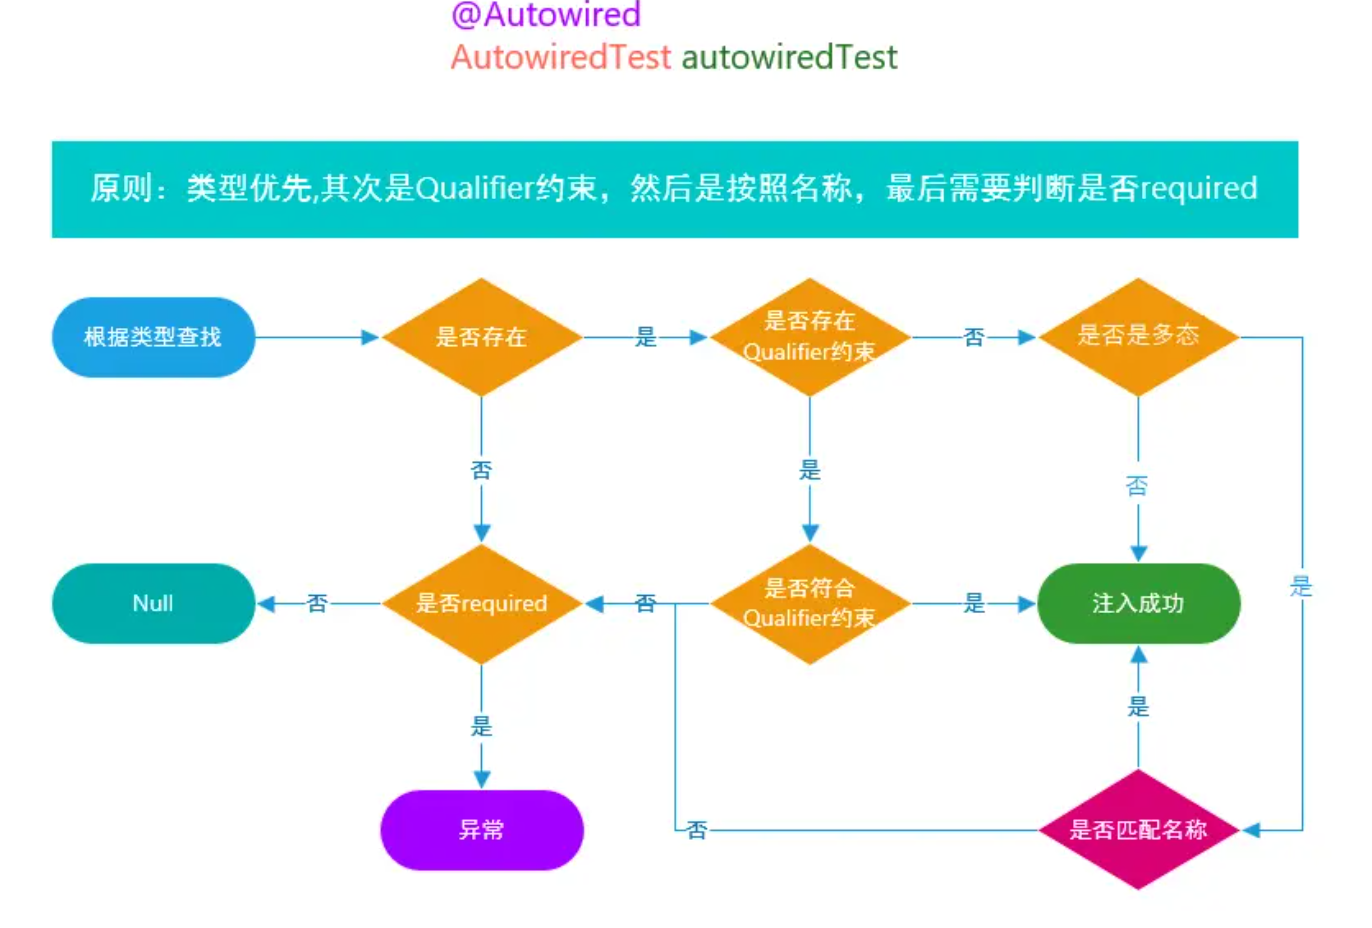 @Autowired
AutowiredTest autowiredTest
原则：类型优先,其次是Qualifier约束，然后是按照名称，最后需要判断是否required
根据类型查找
是否存在
是
是否存在
Qualifier约束
否
是否是多态
否
是
否
是
Null
否
是否required
否
是否符合
Qualifier约束
是
注入成功
是
是
异常
否
是否匹配名称